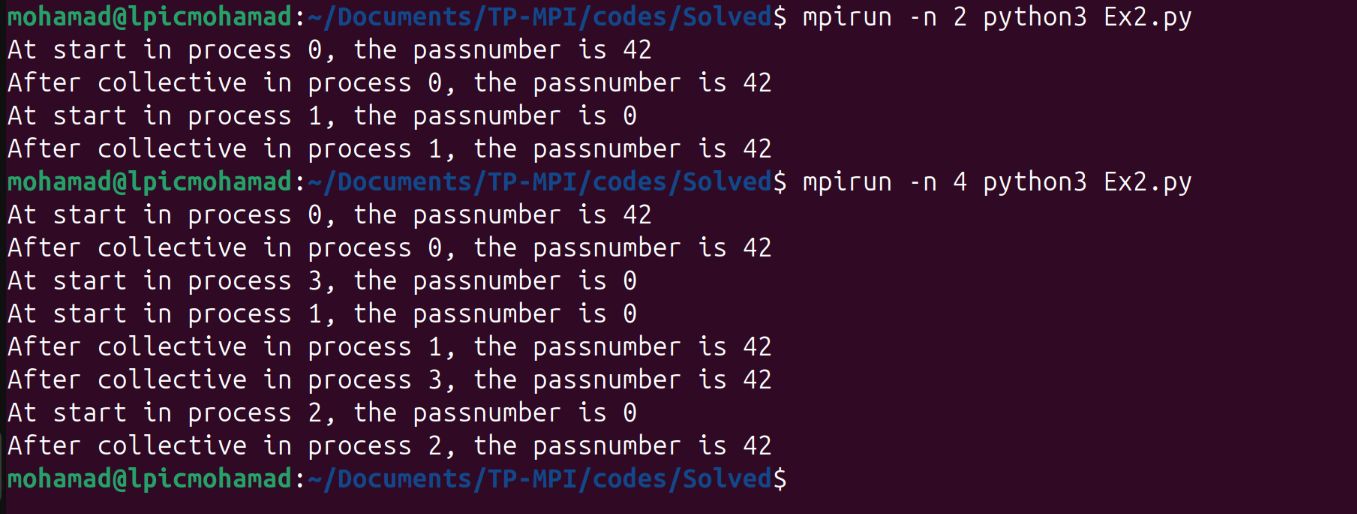 mohamad@lpicmohamad:~/Documents/TP-MPI/codes/Solved$ mpirun -n 2 python3 Ex2.py
At start in process 0, the passnumber is 42
After collective in process 0, the passnumber is 42
At start in process 1, the passnumber is 0
After collective in process 1, the passnumber is 42
mohamad@lpicmohamad:~/Documents/TP-MPI/codes/Solved$ mpirun -n 4 python3 Ex2.py
At start in process 0, the passnumber is 42
After collective in process 0, the passnumber is 42
At start in process 3, the passnumber is 0
At start in process 1, the passnumber is 0
After collective in process 1, the passnumber is 42
After collective in process 3, the passnumber is 42
At start in process 2, the passnumber is 0
After collective in process 2, the passnumber is 42
mohamad@lpicmohamad:~/Documents/TP-MPI/codes/Solved$